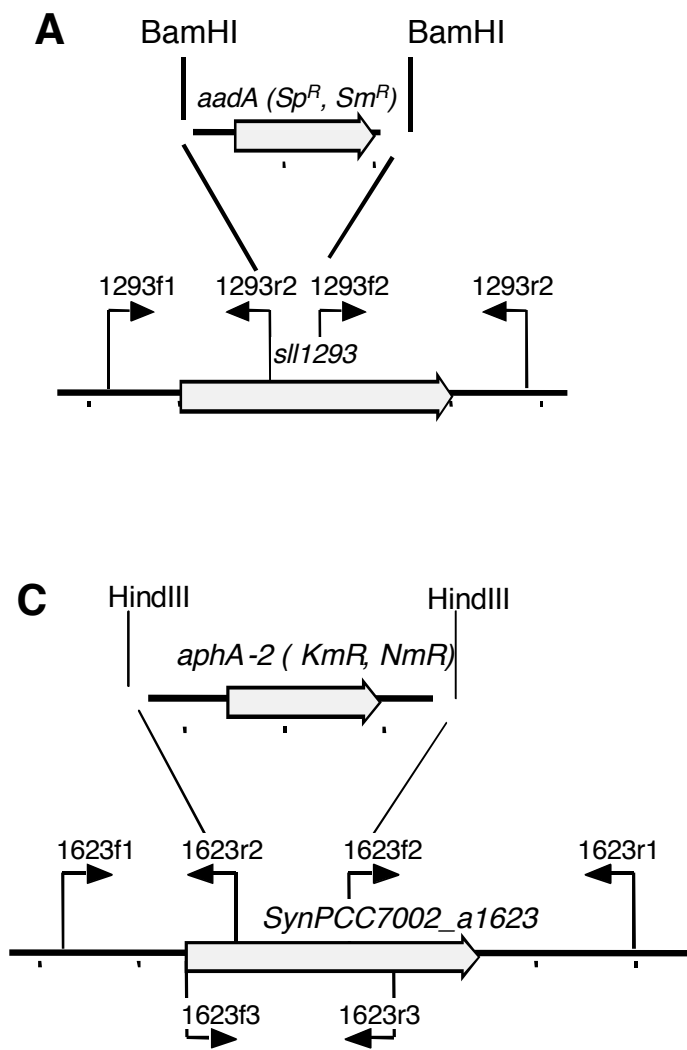 A
BamHI BamHI
aadA (Sp^R, Sm^R)
1293f1 1293r2 1293f2 1293r2
sll1293
C
HindIII HindIII
aphA-2 ( KmR, NmR)
1623f1 1623r2 1623f2 1623r1
SynPCC7002_a1623
1623f3 1623r3